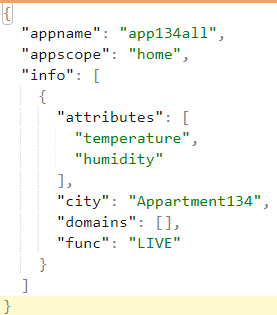 {
  "appname": "app134all",
  "appscope": "home",
  "info": [
    {
      "attributes": [
        "temperature",
        "humidity"
      ],
      "city": "Appartment134",
      "domains": [],
      "func": "LIVE"
    }
  ]
}